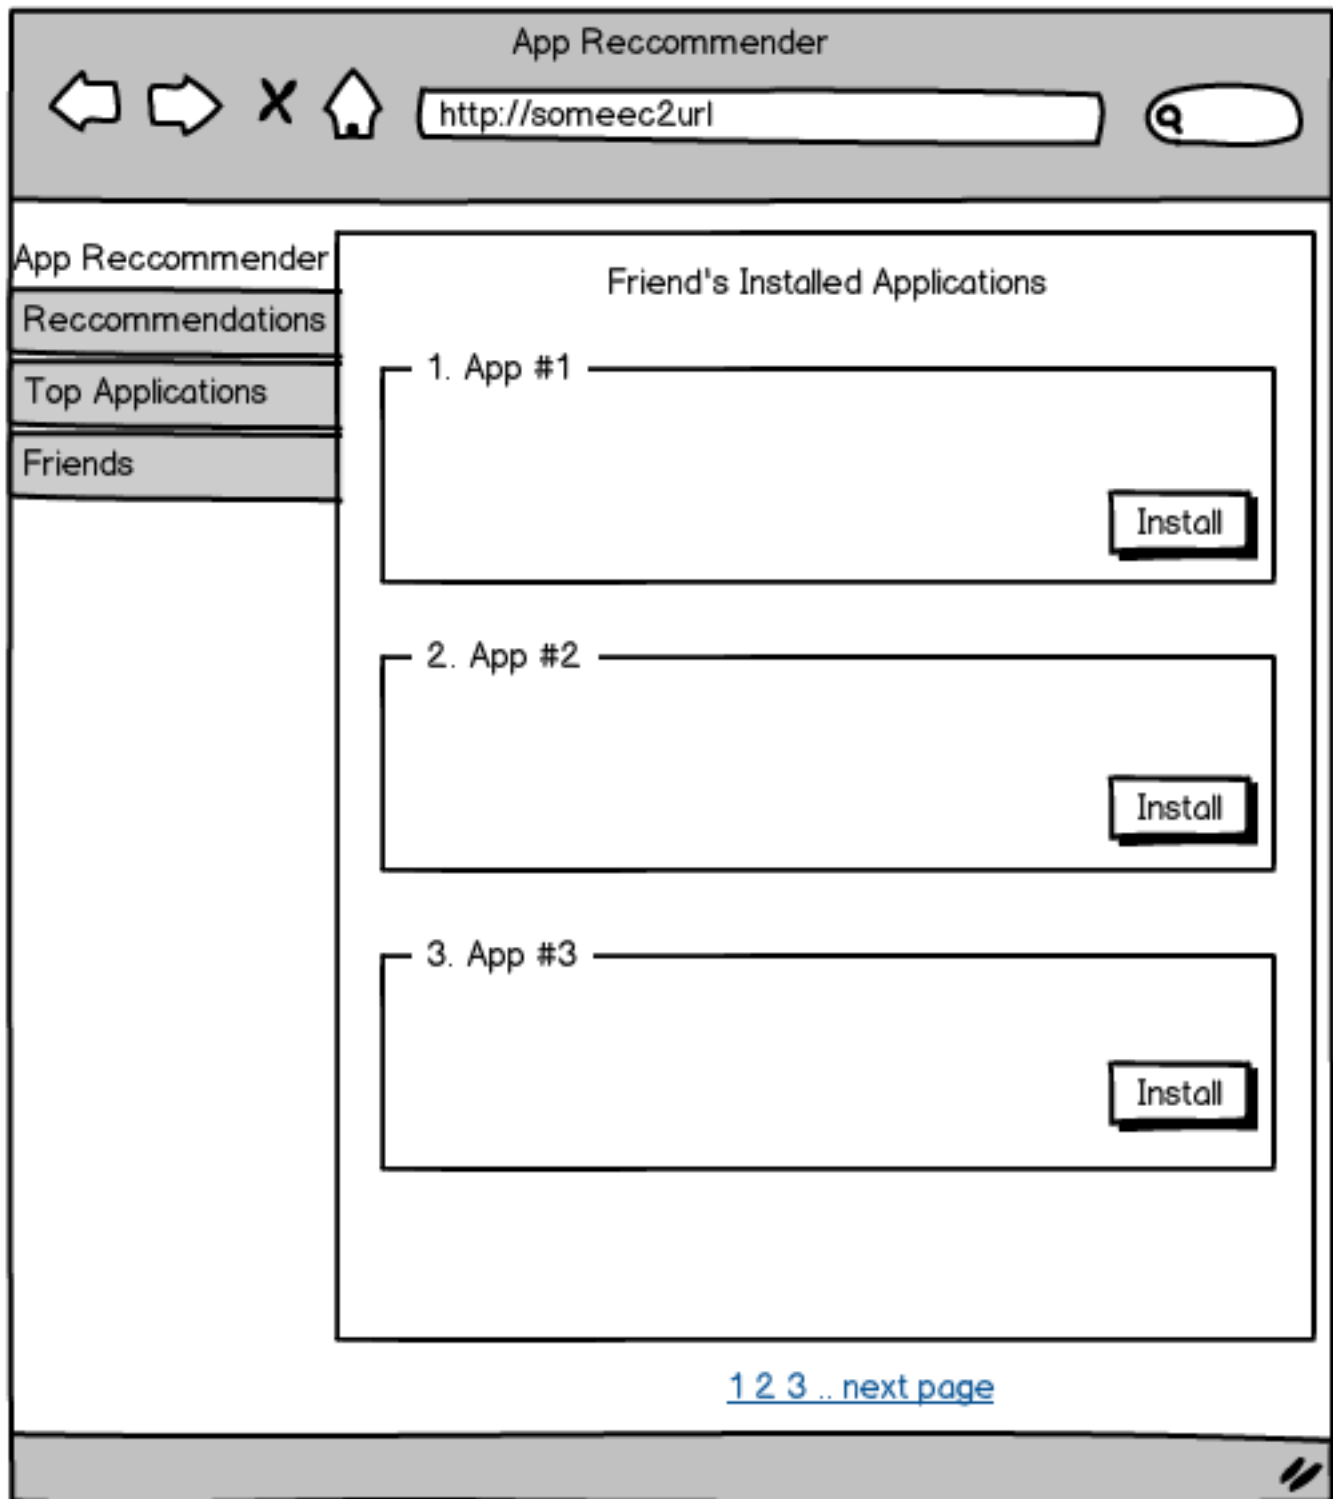 App Reccommender
http://someec2url
App Reccommender
Reccommendations
Top Applications
Friends
Friend's Installed Applications
1. App #1
Install
2. App #2
Install
3. App #3
Install
1 2 3 .. next page